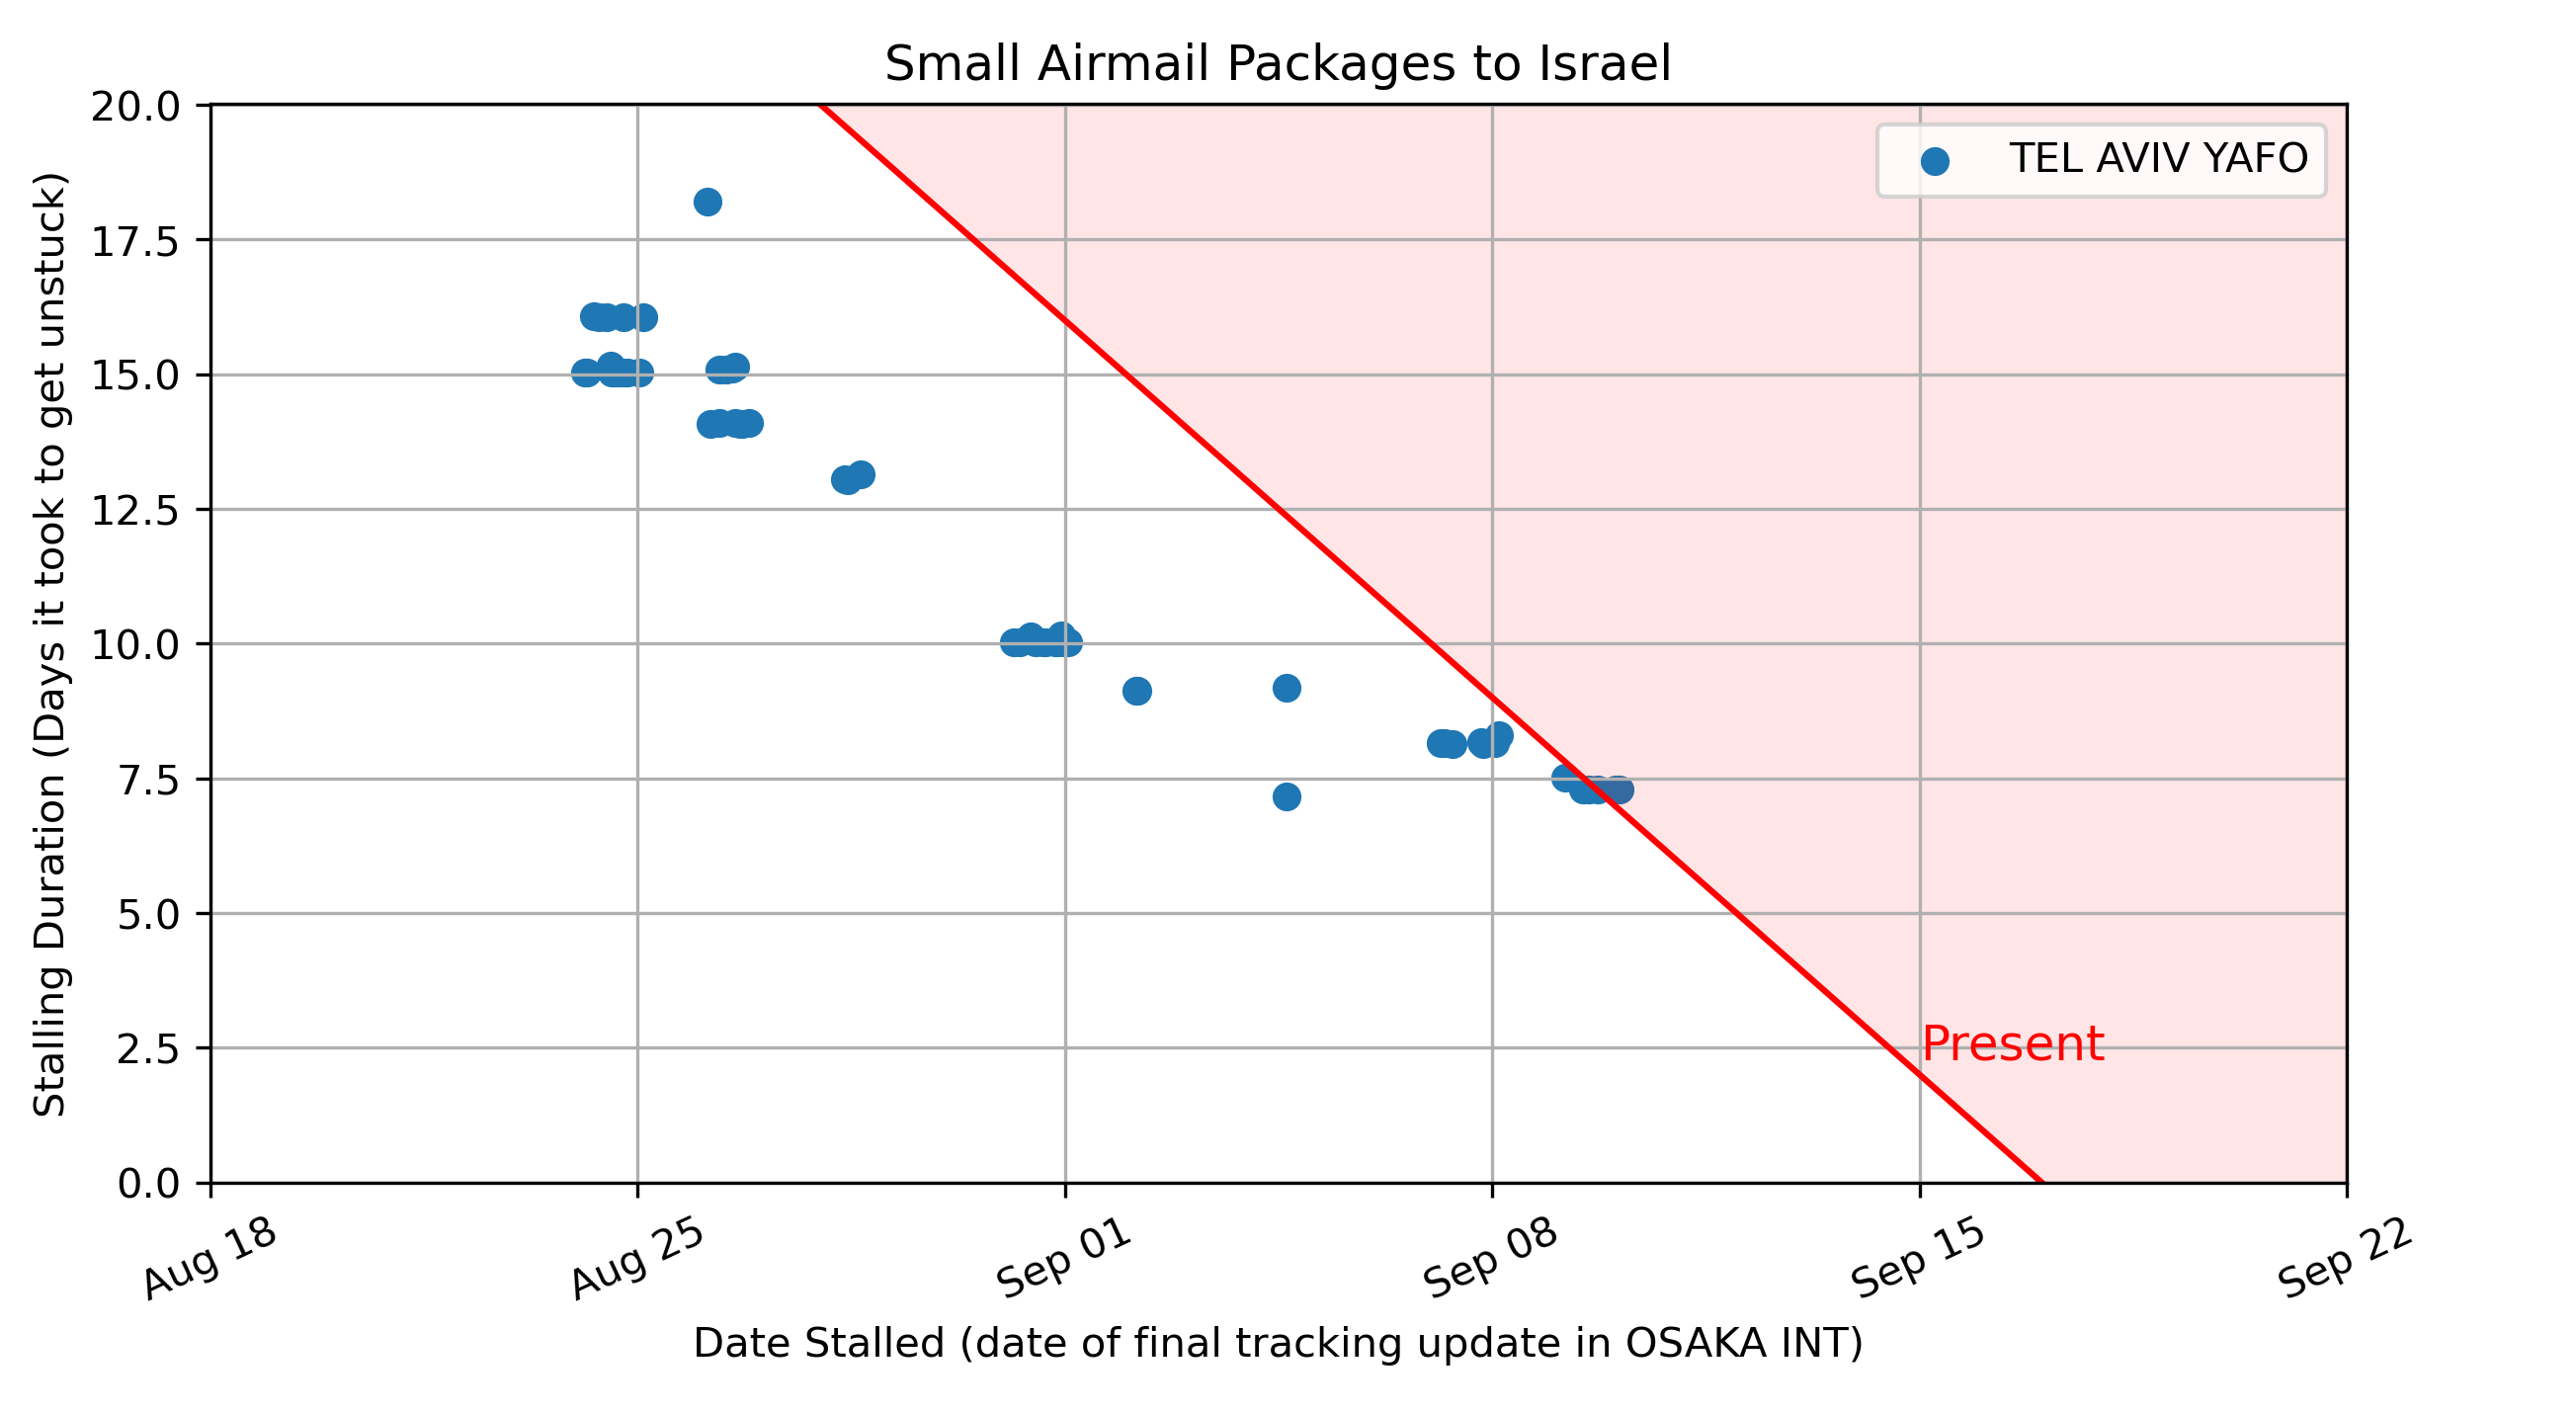 Small Airmail Packages to Israel
20.0
17.5
15.0
12.5
10.0
7.5
5.0
2.5
0.0
Stalling Duration (Days it took to get unstuck)
TEL AVIV YAFO
Present
Aug 18
Aug 25
Sep 01
Sep 08
Sep 15
Sep 22
Date Stalled (date of final tracking update in OSAKA INT)